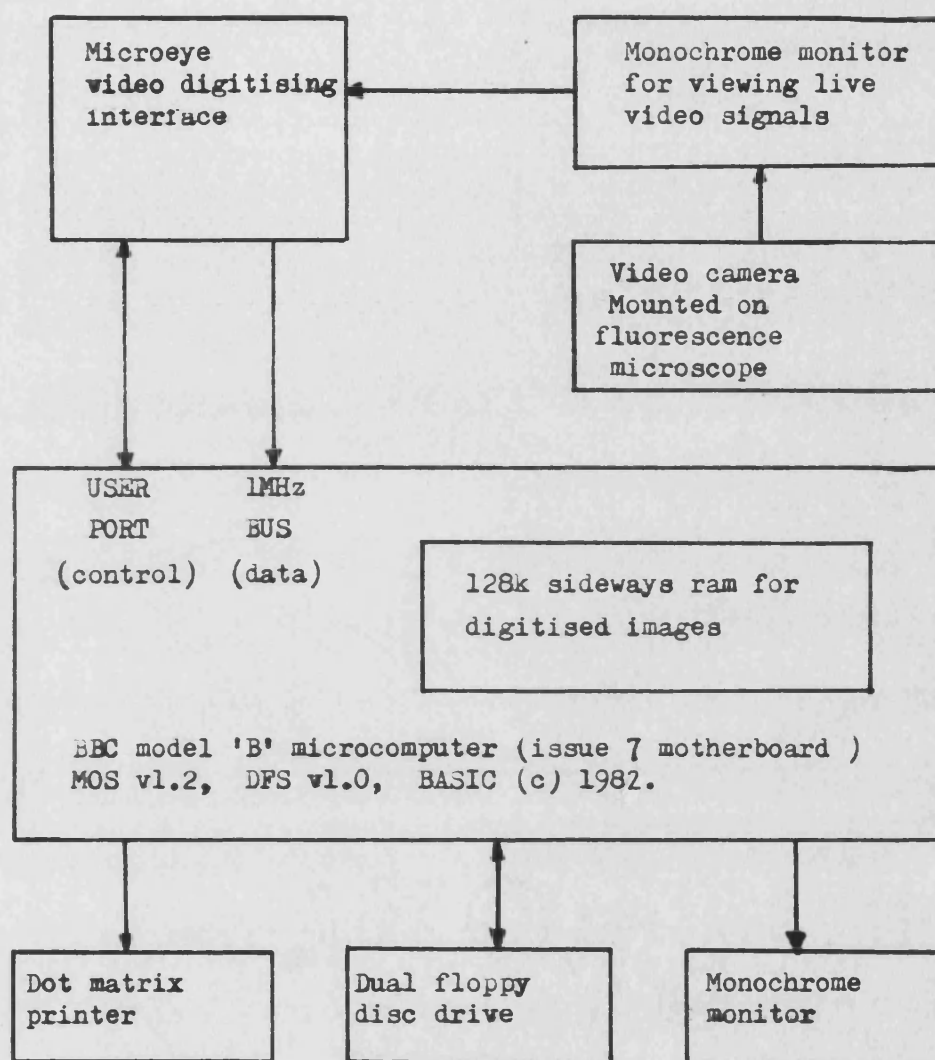 Microeye
video digitising
interface
Monochrome monitor
for viewing live
video signals
Video camera
Mounted on
fluorescence
microscope
USER 1MHz
PORT BUS
(control) (data)
128k sideways ram for
digitised images
BBC model 'B' microcomputer (issue 7 motherboard )
MOS v1.2, DFS v1.0, BASIC (c) 1982.
Dot matrix
printer
Dual floppy
disc drive
Monochrome
monitor